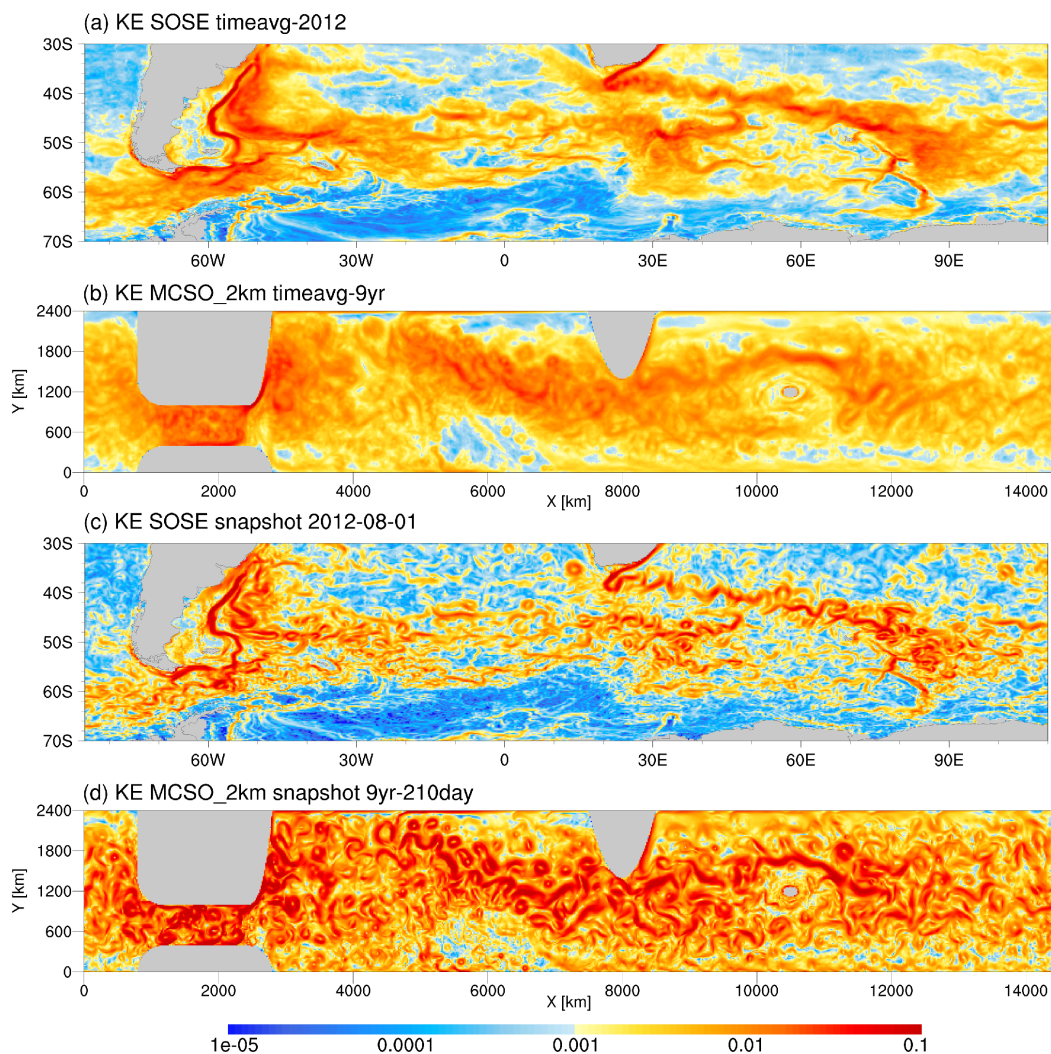 (a) KE SOSE timeavg-2012
30S
40S
50S
60S
70S
60W 30W 0 30E 60E 90E
(b) KE MCSO_2km timeavg-9yr
2400
1800
1200
600
0
Y [km]
0 2000 4000 6000 8000 10000 12000 14000
X [km]
(c) KE SOSE snapshot 2012-08-01
30S
40S
50S
60S
70S
60W 30W 0 30E 60E 90E
(d) KE MCSO_2km snapshot 9yr-210day
2400
1800
1200
600
0
Y [km]
0 2000 4000 6000 8000 10000 12000 14000
X [km]
1e-05 0.0001 0.001 0.01 0.1